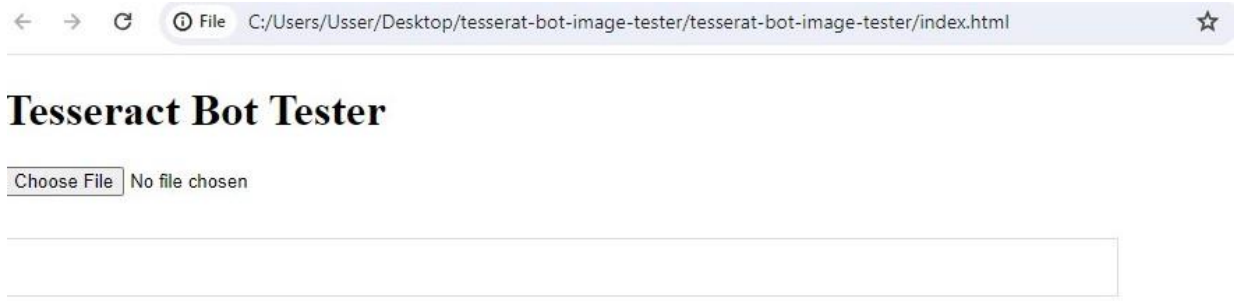 File C:/Users/Usser/Desktop/tesserat-bot-image-tester/tesserat-bot-image-tester/index.html
Tesseract Bot Tester
Choose File No file chosen